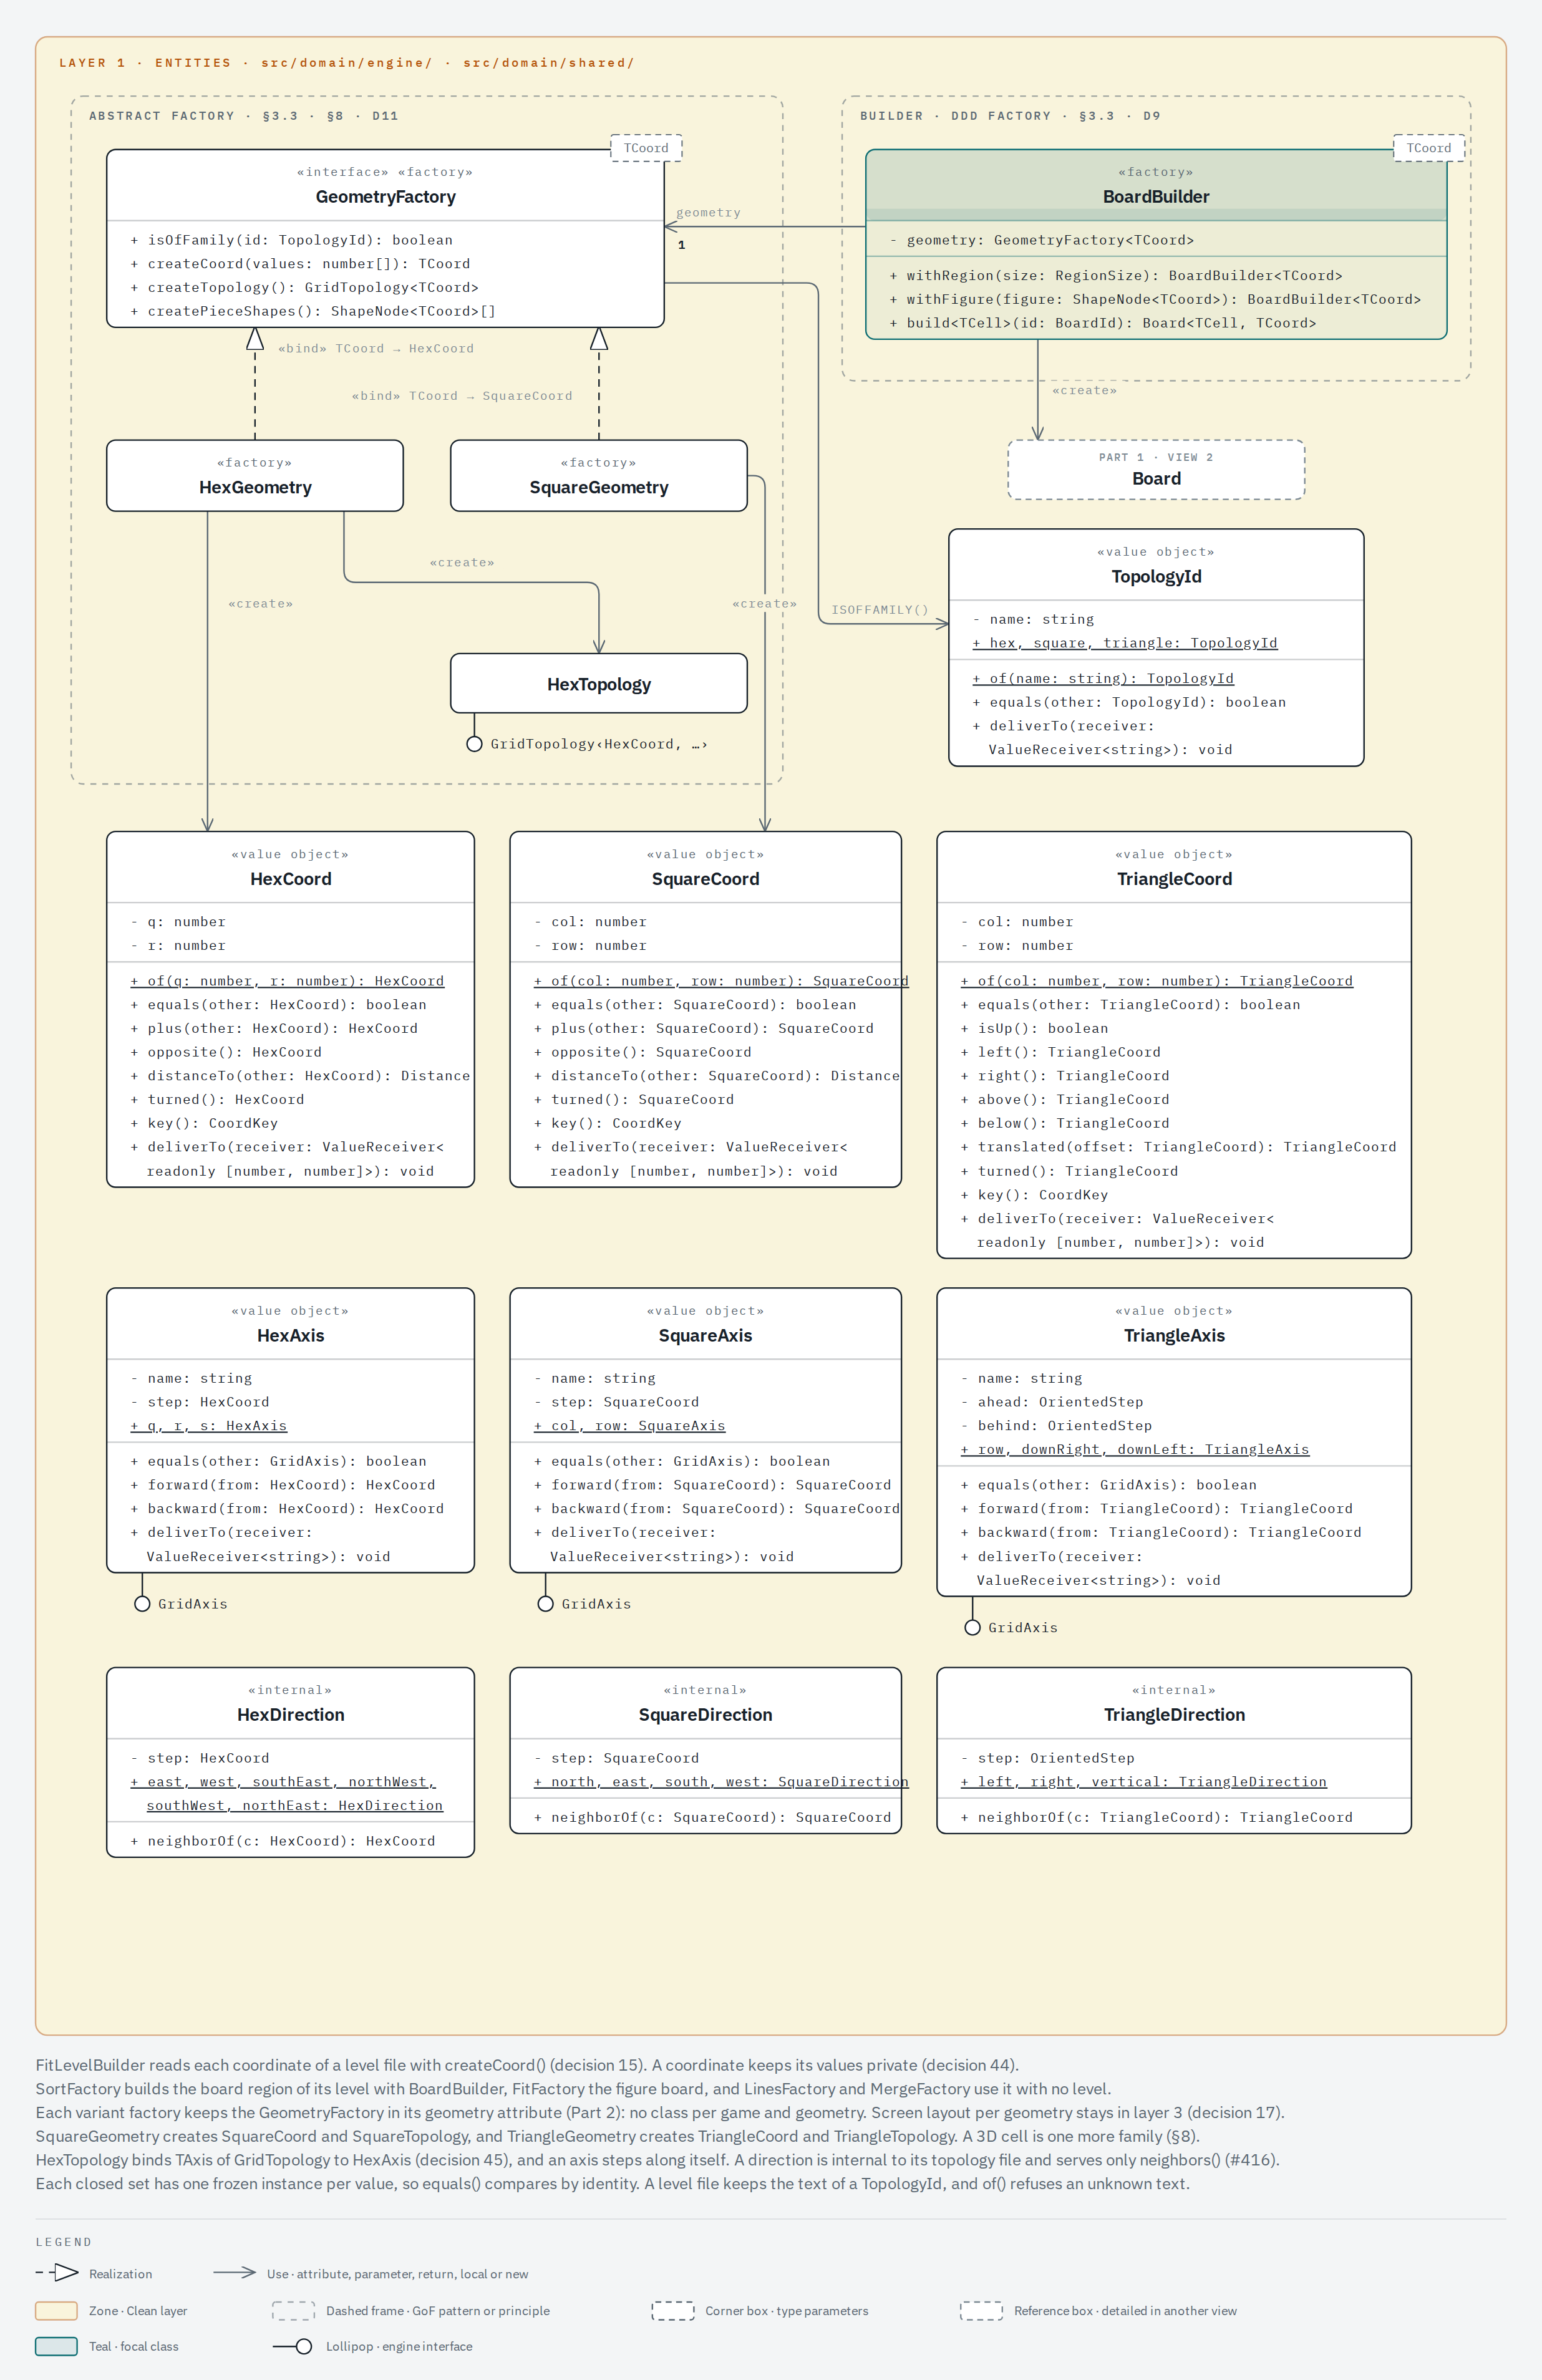 LAYER 1 · ENTITIES · src/domain/engine/ · src/domain/shared/
ABSTRACT FACTORY · §3.3 · §8 · D11
TCoord
«interface» «factory»
GeometryFactory
+ isOfFamily(id: TopologyId): boolean
+ createCoord(values: number[]): TCoord
+ createTopology(): GridTopology<TCoord>
+ createPieceShapes(): ShapeNode<TCoord>[]
BUILDER · DDD FACTORY · §3.3 · D9
TCoord
«factory»
BoardBuilder
- geometry: GeometryFactory<TCoord>
+ withRegion(size: RegionSize): BoardBuilder<TCoord>
+ withFigure(figure: ShapeNode<TCoord>): BoardBuilder<TCoord>
+ build<TCell>(id: BoardId): Board<TCell, TCoord>
geometry
1
«bind» TCoord → HexCoord
«bind» TCoord → SquareCoord
«create»
«factory»
HexGeometry
«factory»
SquareGeometry
PART 1 · VIEW 2
Board
«create»
«create»
«create»
ISOFFAMILY()
«value object»
TopologyId
- name: string
+ hex, square, triangle: TopologyId
+ of(name: string): TopologyId
+ equals(other: TopologyId): boolean
+ deliverTo(receiver:
ValueReceiver<string>): void
HexTopology
GridTopology‹HexCoord, …›
«value object»
HexCoord
- q: number
- r: number
+ of(q: number, r: number): HexCoord
+ equals(other: HexCoord): boolean
+ plus(other: HexCoord): HexCoord
+ opposite(): HexCoord
+ distanceTo(other: HexCoord): Distance
+ turned(): HexCoord
+ key(): CoordKey
+ deliverTo(receiver: ValueReceiver<
readonly [number, number]>): void
«value object»
SquareCoord
- col: number
- row: number
+ of(col: number, row: number): SquareCoord
+ equals(other: SquareCoord): boolean
+ plus(other: SquareCoord): SquareCoord
+ opposite(): SquareCoord
+ distanceTo(other: SquareCoord): Distance
+ turned(): SquareCoord
+ key(): CoordKey
+ deliverTo(receiver: ValueReceiver<
readonly [number, number]>): void
«value object»
TriangleCoord
- col: number
- row: number
+ of(col: number, row: number): TriangleCoord
+ equals(other: TriangleCoord): boolean
+ isUp(): boolean
+ left(): TriangleCoord
+ right(): TriangleCoord
+ above(): TriangleCoord
+ below(): TriangleCoord
+ translated(offset: TriangleCoord): TriangleCoord
+ turned(): TriangleCoord
+ key(): CoordKey
+ deliverTo(receiver: ValueReceiver<
readonly [number, number]>): void
«value object»
HexAxis
- name: string
- step: HexCoord
+ q, r, s: HexAxis
+ equals(other: GridAxis): boolean
+ forward(from: HexCoord): HexCoord
+ backward(from: HexCoord): HexCoord
+ deliverTo(receiver:
ValueReceiver<string>): void
GridAxis
«value object»
SquareAxis
- name: string
- step: SquareCoord
+ col, row: SquareAxis
+ equals(other: GridAxis): boolean
+ forward(from: SquareCoord): SquareCoord
+ backward(from: SquareCoord): SquareCoord
+ deliverTo(receiver:
ValueReceiver<string>): void
GridAxis
«value object»
TriangleAxis
- name: string
- ahead: OrientedStep
- behind: OrientedStep
+ row, downRight, downLeft: TriangleAxis
+ equals(other: GridAxis): boolean
+ forward(from: TriangleCoord): TriangleCoord
+ backward(from: TriangleCoord): TriangleCoord
+ deliverTo(receiver:
ValueReceiver<string>): void
GridAxis
«internal»
HexDirection
- step: HexCoord
+ east, west, southEast, northWest,
southWest, northEast: HexDirection
+ neighborOf(c: HexCoord): HexCoord
«internal»
SquareDirection
- step: SquareCoord
+ north, east, south, west: SquareDirection
+ neighborOf(c: SquareCoord): SquareCoord
«internal»
TriangleDirection
- step: OrientedStep
+ left, right, vertical: TriangleDirection
+ neighborOf(c: TriangleCoord): TriangleCoord
FitLevelBuilder reads each coordinate of a level file with createCoord() (decision 15). A coordinate keeps its values private (decision 44).
SortFactory builds the board region of its level with BoardBuilder, FitFactory the figure board, and LinesFactory and MergeFactory use it with no level.
Each variant factory keeps the GeometryFactory in its geometry attribute (Part 2): no class per game and geometry. Screen layout per geometry stays in layer 3 (decision 17).
SquareGeometry creates SquareCoord and SquareTopology, and TriangleGeometry creates TriangleCoord and TriangleTopology. A 3D cell is one more family (§8).
HexTopology binds TAxis of GridTopology to HexAxis (decision 45), and an axis steps along itself. A direction is internal to its topology file and serves only neighbors() (#416).
Each closed set has one frozen instance per value, so equals() compares by identity. A level file keeps the text of a TopologyId, and of() refuses an unknown text.
LEGEND
Realization
Use · attribute, parameter, return, local or new
Zone · Clean layer
Dashed frame · GoF pattern or principle
Corner box · type parameters
Reference box · detailed in another view
Teal · focal class
Lollipop · engine interface